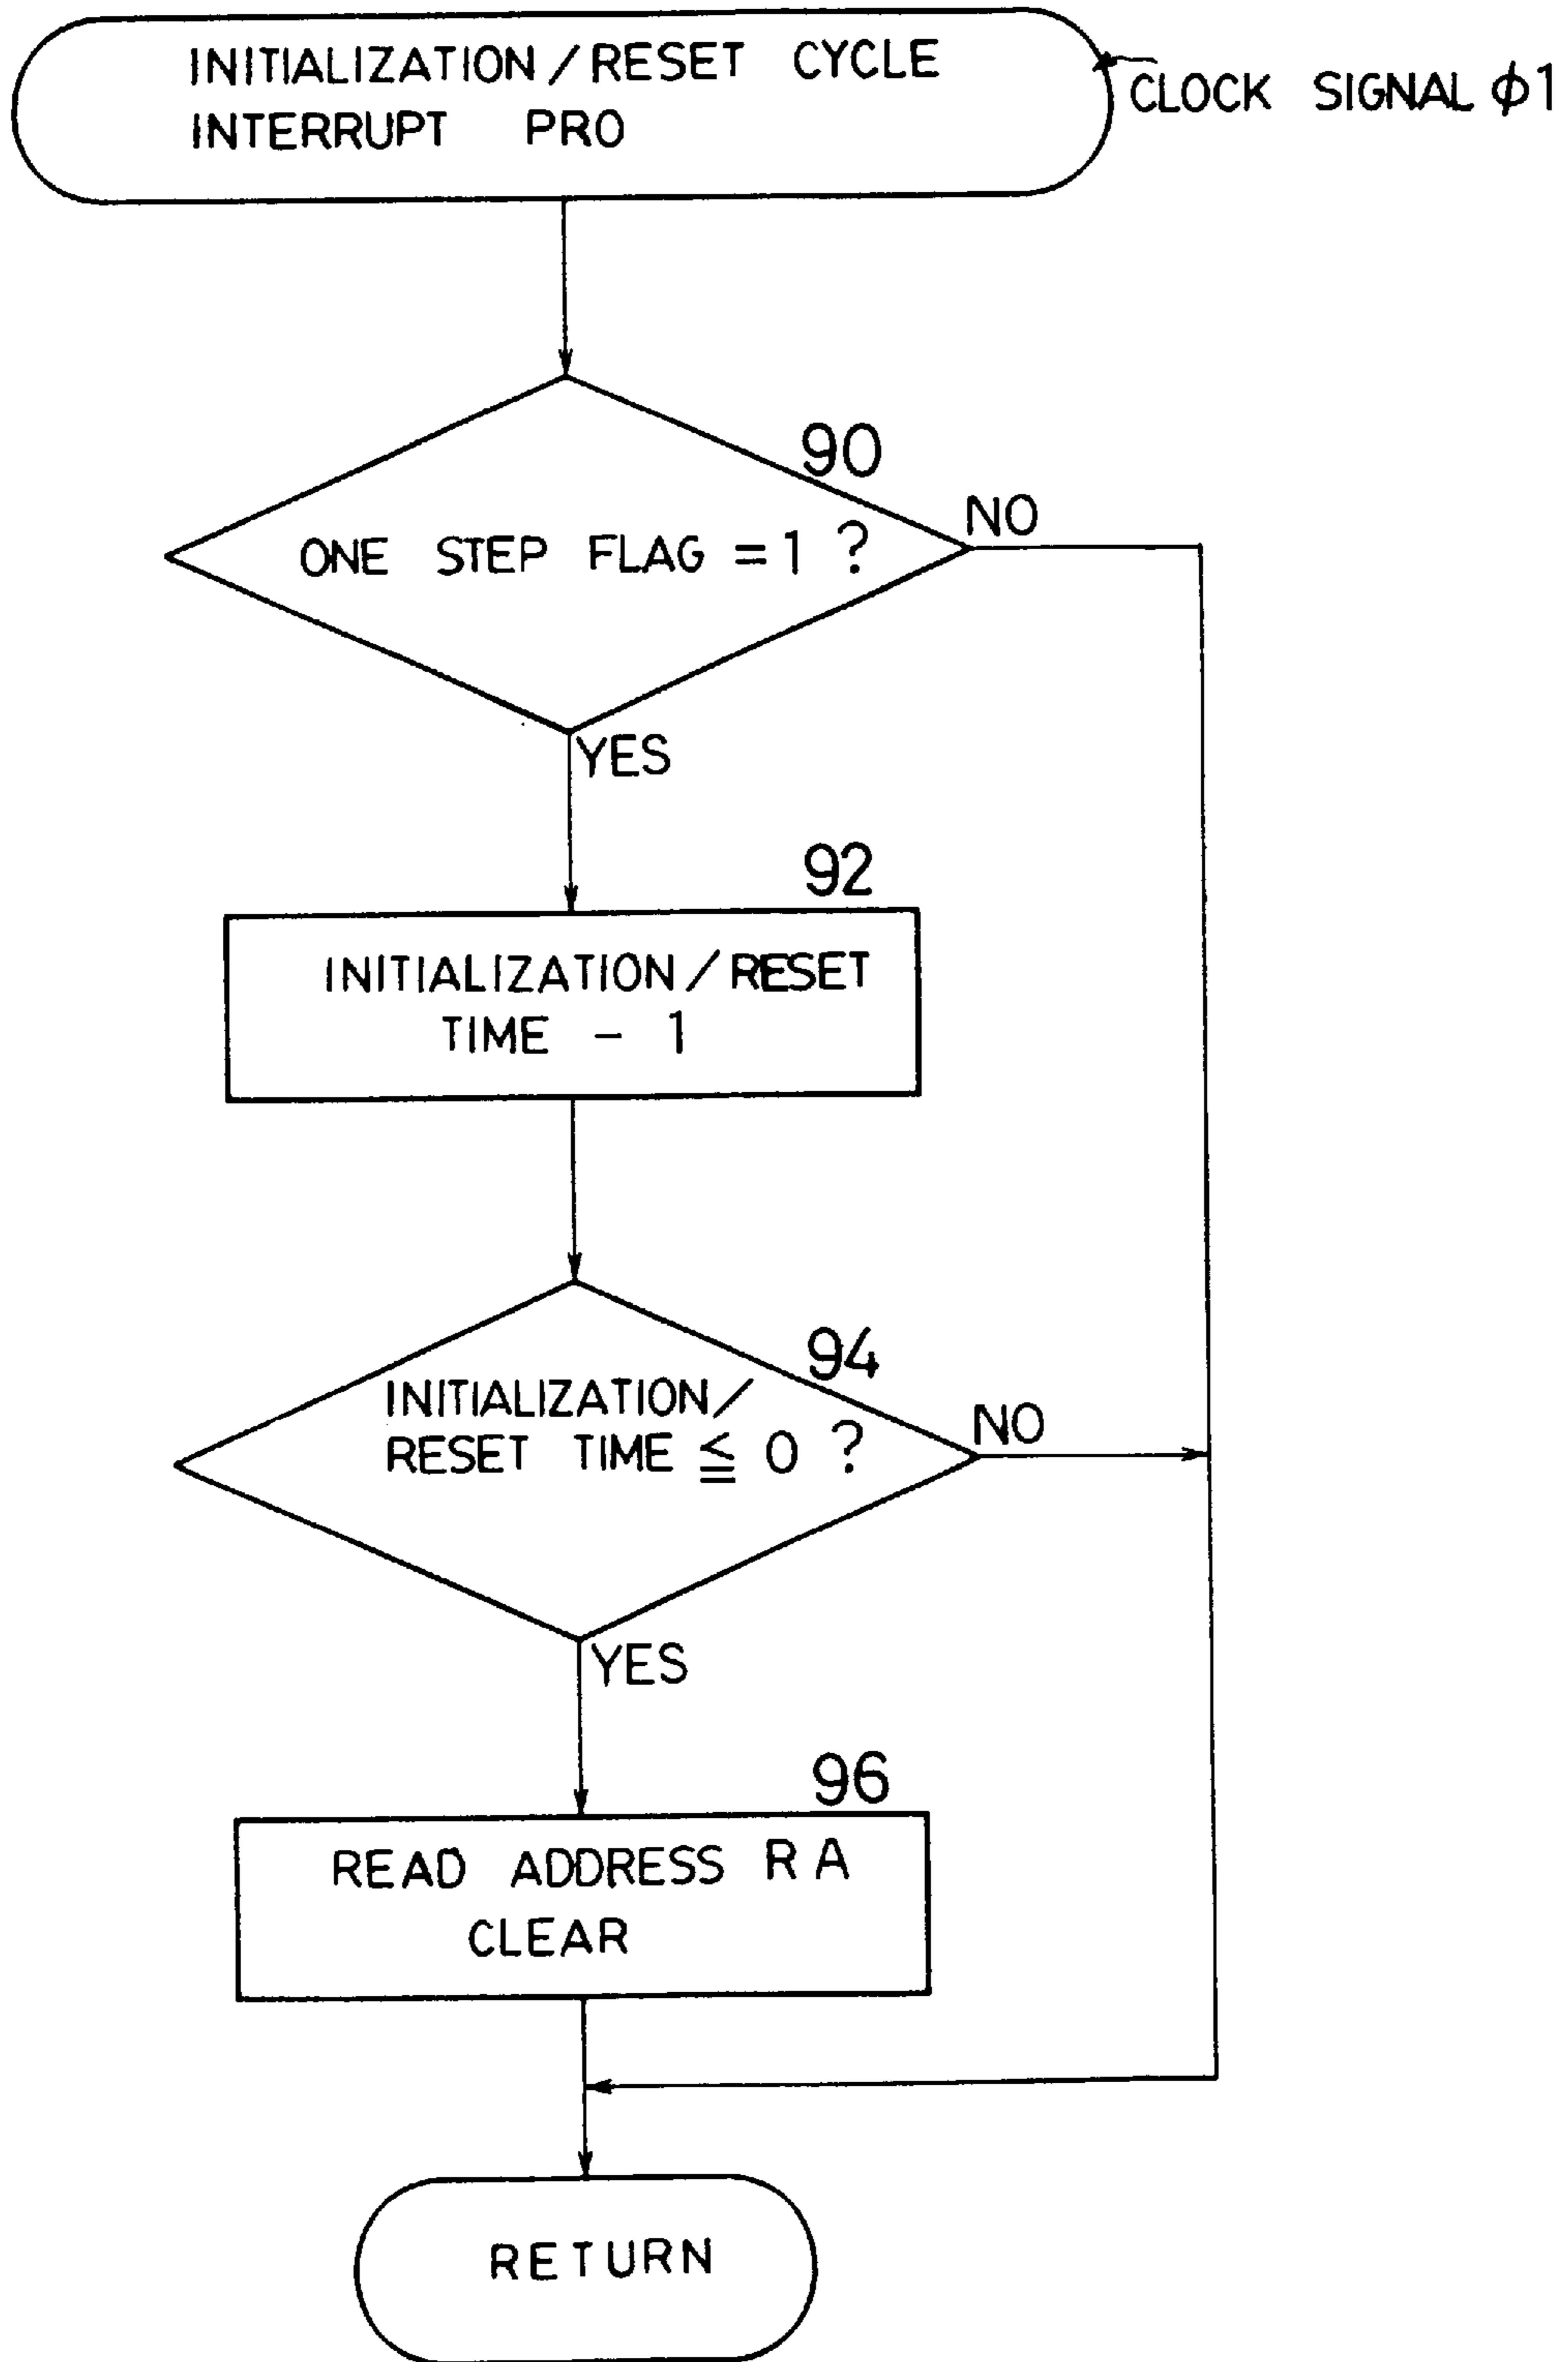 INITIALIZATION/RESET CYCLE
INTERRUPT PRO
CLOCK SIGNAL ϕ1
90
ONE STEP FLAG = 1 ?
NO
YES
92
INITIALIZATION/RESET
TIME - 1
94
INITIALIZATION/
RESET TIME ≦ 0 ?
NO
YES
96
READ ADDRESS RA
CLEAR
RETURN